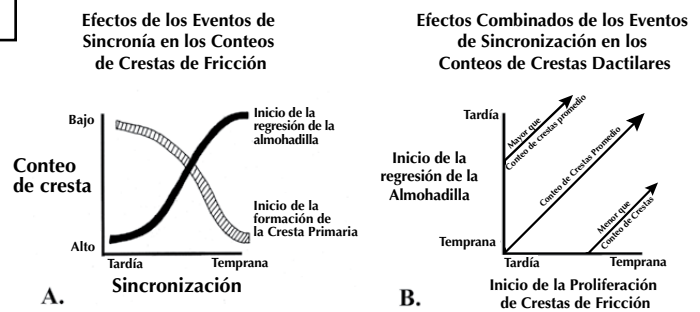 Efectos de los Eventos de
Sincronía en los Conteos
de Crestas de Fricción
Bajo
Conteo
de cresta
Alto
Inicio de la
regresión de la
almohadilla
Inicio de la
formación de
la Cresta Primaria
Tardía
Temprana
Sincronización
A.
Efectos Combinados de los Eventos
de Sincronización en los
Conteos de Crestas Dactilares
Tardía
Inicio de la
regresión de la
Almohadilla
Temprana
Mayor que
Conteo de crestas promedio
Conteo de Crestas Promedio
Menor que
Conteo de Crestas
Tardía
Temprana
Inicio de la Proliferación
de Crestas de Fricción
B.